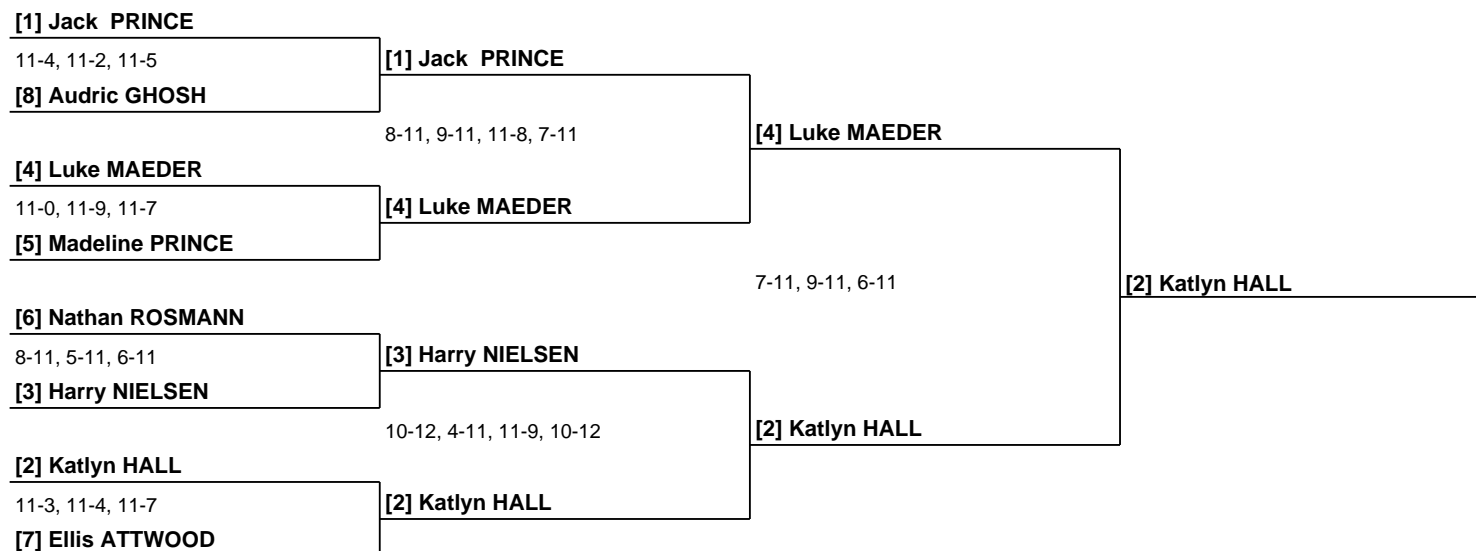 [1] Jack  PRINCE
11-4, 11-2, 11-5
[1] Jack  PRINCE
[8] Audric GHOSH
8-11, 9-11, 11-8, 7-11
[4] Luke MAEDER
[4] Luke MAEDER
11-0, 11-9, 11-7
[4] Luke MAEDER
[5] Madeline PRINCE
7-11, 9-11, 6-11
[2] Katlyn HALL
[6] Nathan ROSMANN
8-11, 5-11, 6-11
[3] Harry NIELSEN
[3] Harry NIELSEN
10-12, 4-11, 11-9, 10-12
[2] Katlyn HALL
[2] Katlyn HALL
11-3, 11-4, 11-7
[2] Katlyn HALL
[7] Ellis ATTWOOD